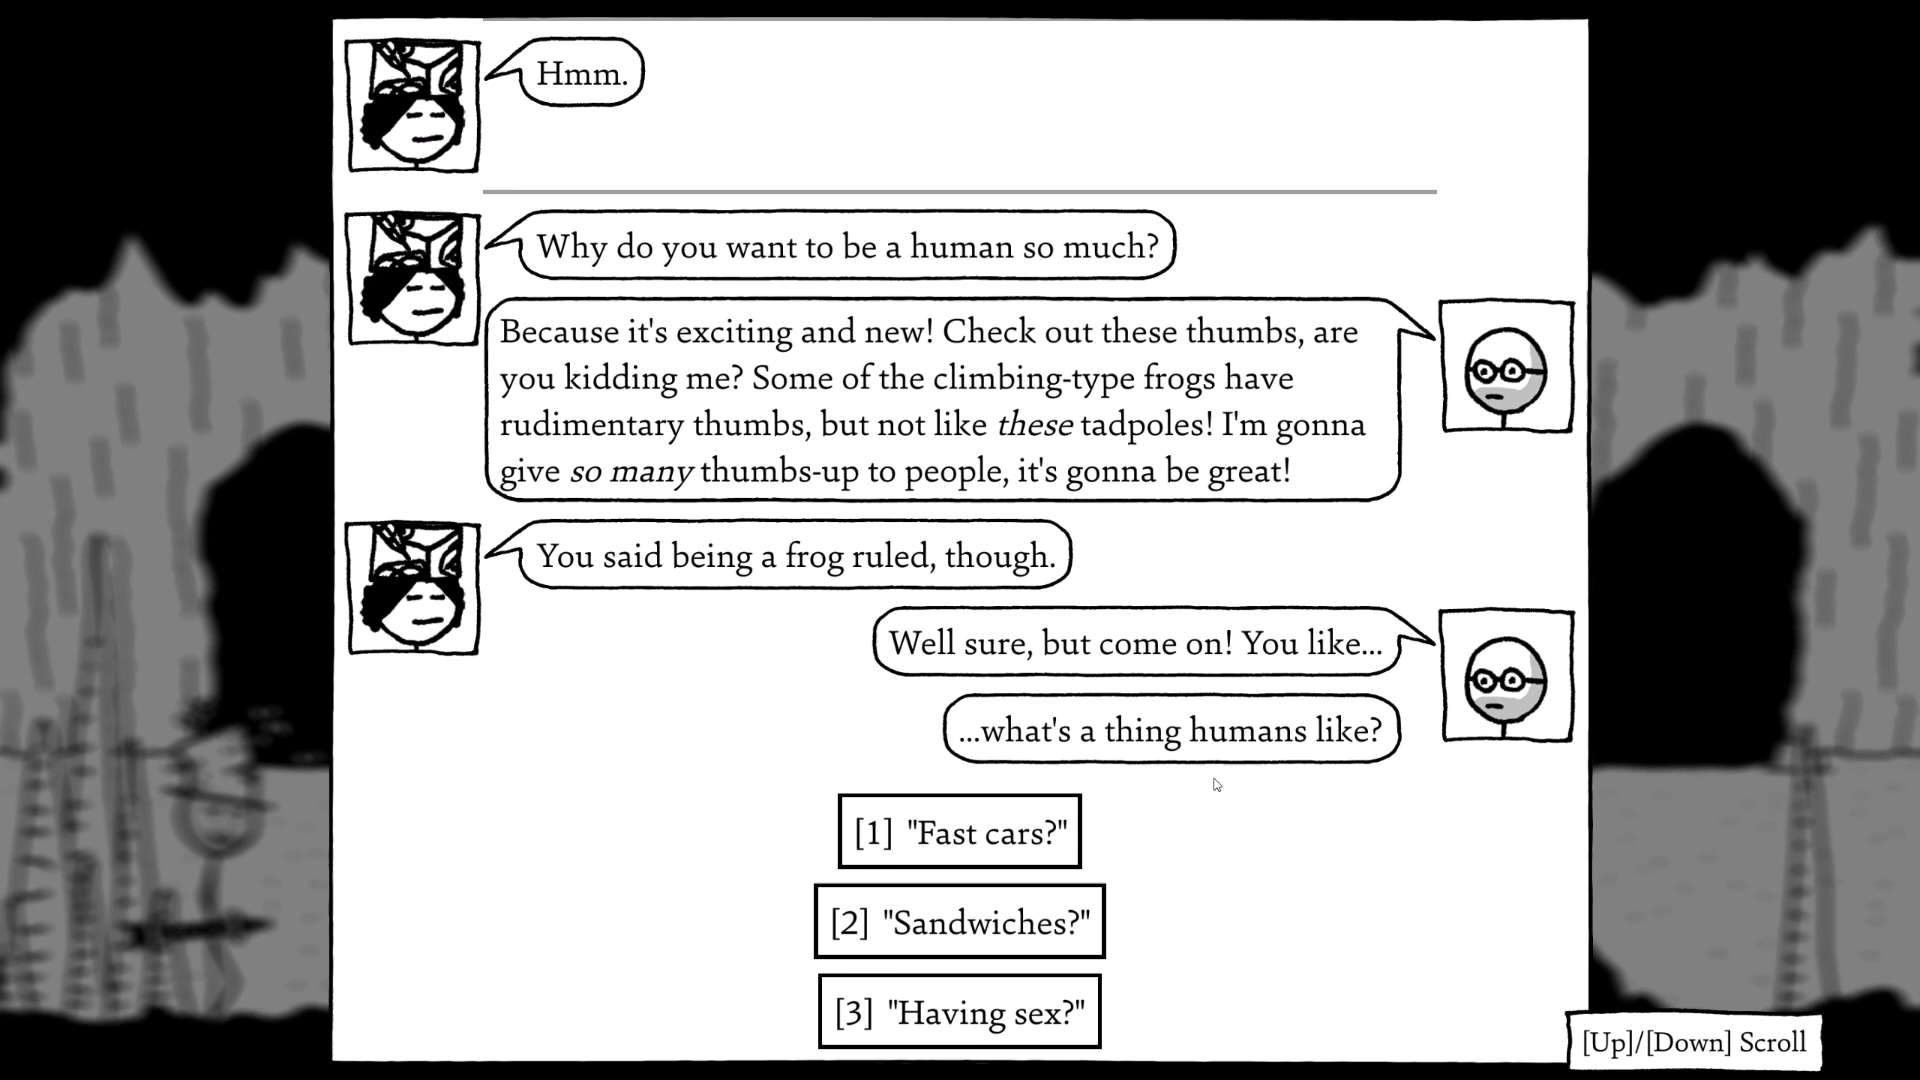 Hmm.
Why do you want to be a human so much?
Because it's exciting and new! Check out these thumbs, are
you kidding me? Some of the climbing-type frogs have
rudimentary thumbs, but not like these tadpoles! I'm gonna
give so many thumbs-up to people, it's gonna be great!
You said being a frog ruled, though.
Well sure, but come on! You like...
...what's a thing humans like?
[1] "Fast cars?"
[2] "Sandwiches?"
[3] "Having sex?"
[Up]/[Down] Scroll